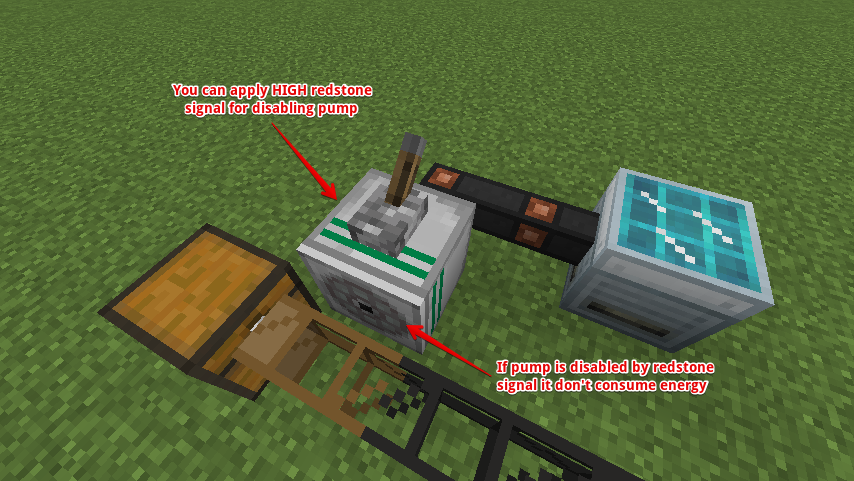 You can apply HIGH redstone
signal for disabling pump
If pump is disabled by redstone
signal it don't consume energy